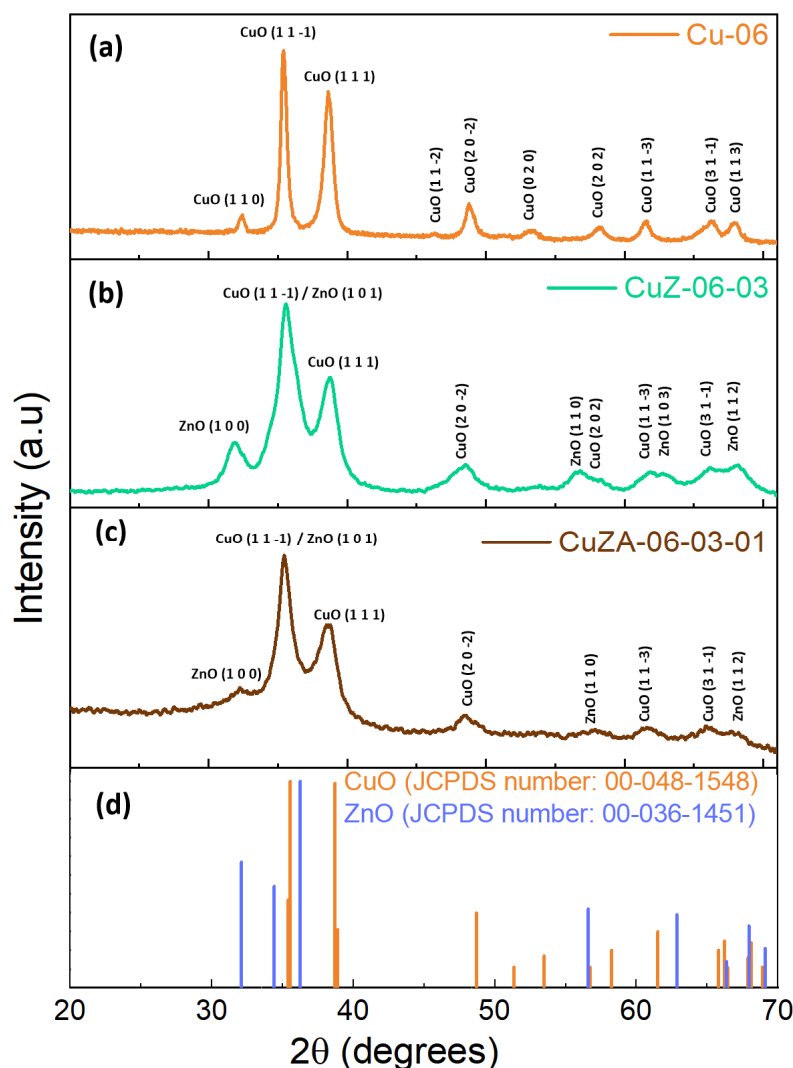 (a)
Cu-06
CuO (1 1 -1)
CuO (1 1 1)
CuO (1 1 0)
CuO (1 1 -2)
CuO (2 0 -2)
CuO (0 2 0)
CuO (2 0 2)
CuO (1 1 -3)
CuO (3 1 -1)
CuO (1 1 3)
(b)
CuZ-06-03
CuO (1 1 -1) / ZnO (1 0 1)
CuO (1 1 1)
ZnO (1 0 0)
CuO (2 0 -2)
ZnO (1 1 0)
CuO (2 0 2)
CuO (1 1 -3)
ZnO (1 0 3)
CuO (3 1 -1)
ZnO (1 1 2)
(c)
CuZA-06-03-01
CuO (1 1 -1) / ZnO (1 0 1)
CuO (1 1 1)
ZnO (1 0 0)
CuO (2 0 -2)
ZnO (1 1 0)
CuO (1 1 -3)
CuO (3 1 -1)
ZnO (1 1 2)
(d)
CuO (JCPDS number: 00-048-1548)
ZnO (JCPDS number: 00-036-1451)
Intensity (a.u)
20 30 40 50 60 70
2θ (degrees)